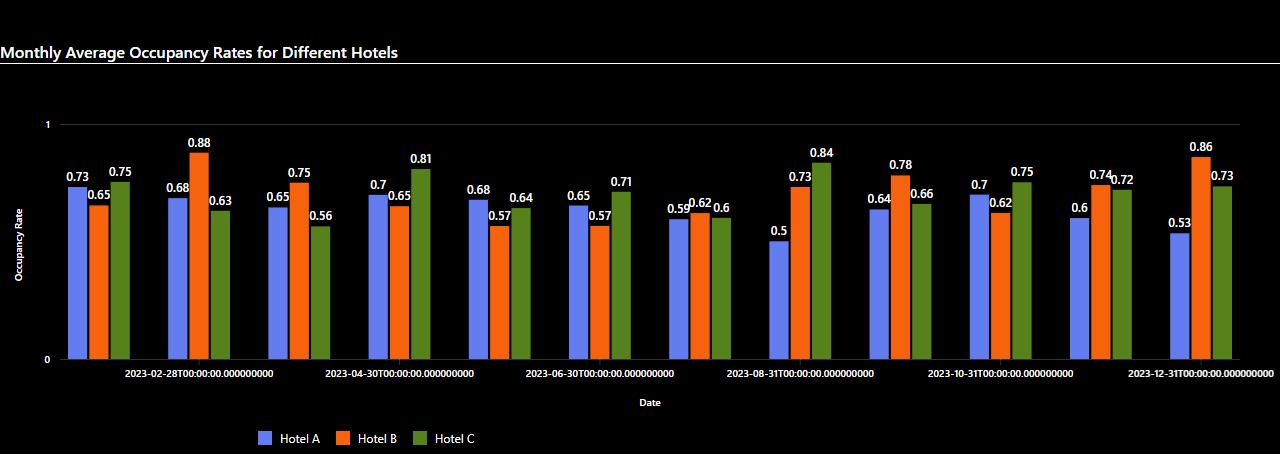 Monthly Average Occupancy Rates for Different Hotels
1
0.73 0.65 0.75 0.68 0.88 0.63 0.65 0.75 0.56 0.7 0.65 0.81 0.68 0.57 0.64 0.65 0.57 0.71 0.59 0.62 0.6 0.5 0.73 0.84 0.64 0.78 0.66 0.7 0.62 0.75 0.6 0.74 0.72 0.53 0.86 0.73
Occupancy Rate
0
2023-02-28T00:00:00.000000000 2023-04-30T00:00:00.000000000 2023-06-30T00:00:00.000000000 2023-08-31T00:00:00.000000000 2023-10-31T00:00:00.000000000 2023-12-31T00:00:00.000000000
Date
Hotel A Hotel B Hotel C